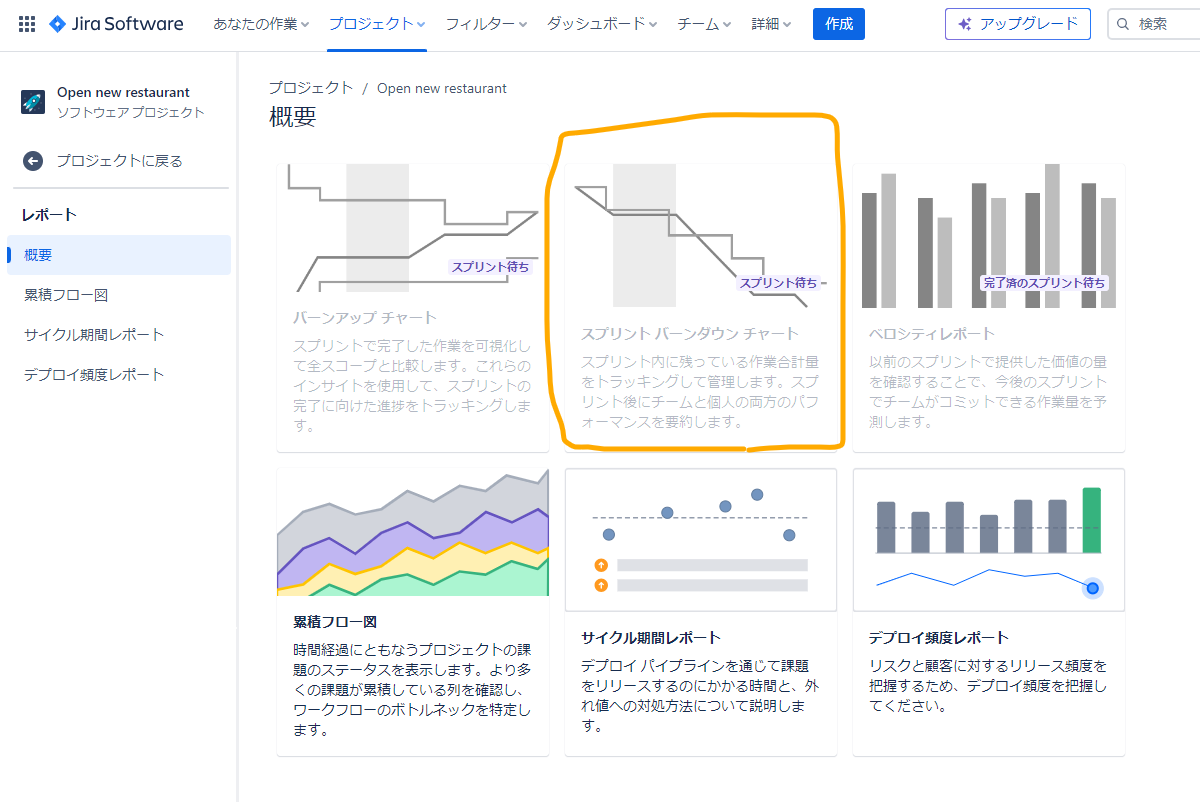 Jira Software
あなたの作業
プロジェクト
フィルター
ダッシュボード
チーム
詳細
作成
アップグレード
検索
Open new restaurant
ソフトウェア プロジェクト
プロジェクトに戻る
レポート
概要
累積フロー図
サイクル期間レポート
デプロイ頻度レポート
プロジェクト / Open new restaurant
概要
スプリント待ち
バーンアップ チャート
スプリントで完了した作業を可視化し
て全スコープと比較します。これらの
インサイトを使用して、スプリントの
完了に向けた進捗をトラッキングしま
す。
スプリント待ち
スプリント バーンダウン チャート
スプリント内に残っている作業合計量
をトラッキングして管理します。スプ
リント後にチームと個人の両方のパフ
ォーマンスを要約します。
完了済のスプリント待ち
ベロシティレポート
以前のスプリントで提供した価値の量
を確認することで、今後のスプリント
でチームがコミットできる作業量を予
測します。
累積フロー図
時間経過にともなうプロジェクトの課
題のステータスを表示します。より多
くの課題が累積している列を確認し、
ワークフローのボトルネックを特定し
ます。
サイクル期間レポート
デプロイ パイプラインを通じて課題
をリリースするのにかかる時間と、外
れ値への対処方法について説明しま
す。
デプロイ頻度レポート
リスクと顧客に対するリリース頻度を
把握するため、デプロイ頻度を把握し
てください。